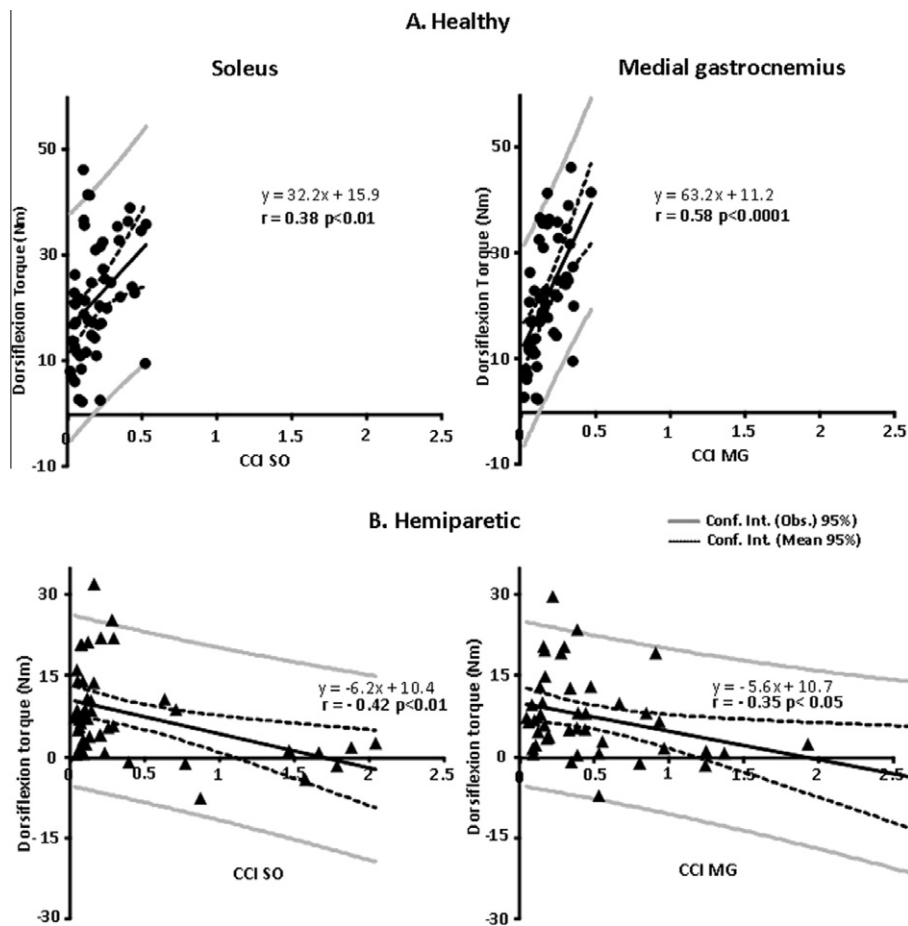 A. Healthy
Soleus
Medial gastrocnemius
Dorsiflexion Torque (Nm)
50
30
10
-10
y = 32.2x + 15.9
r = 0.38 p<0.01
0 0.5 1 1.5 2 2.5
CCI SO
Dorsiflexion Torque (Nm)
50
30
10
-10
y = 63.2x + 11.2
r = 0.58 p<0.0001
0 0.5 1 1.5 2 2.5
CCI MG
B. Hemiparetic
Conf. Int. (Obs.) 95%)
Conf. Int. (Mean 95%)
Dorsiflexion torque (Nm)
30
15
0
-15
-30
y = -6.2x + 10.4
r = - 0.42 p<0.01
0 0.5 1 1.5 2 2.5
CCI SO
Dorsiflexion torque (Nm)
30
15
0
-15
-30
y = - 5.6x + 10.7
r = - 0.35 p< 0.05
0 0.5 1 1.5 2 2.5
CCI MG